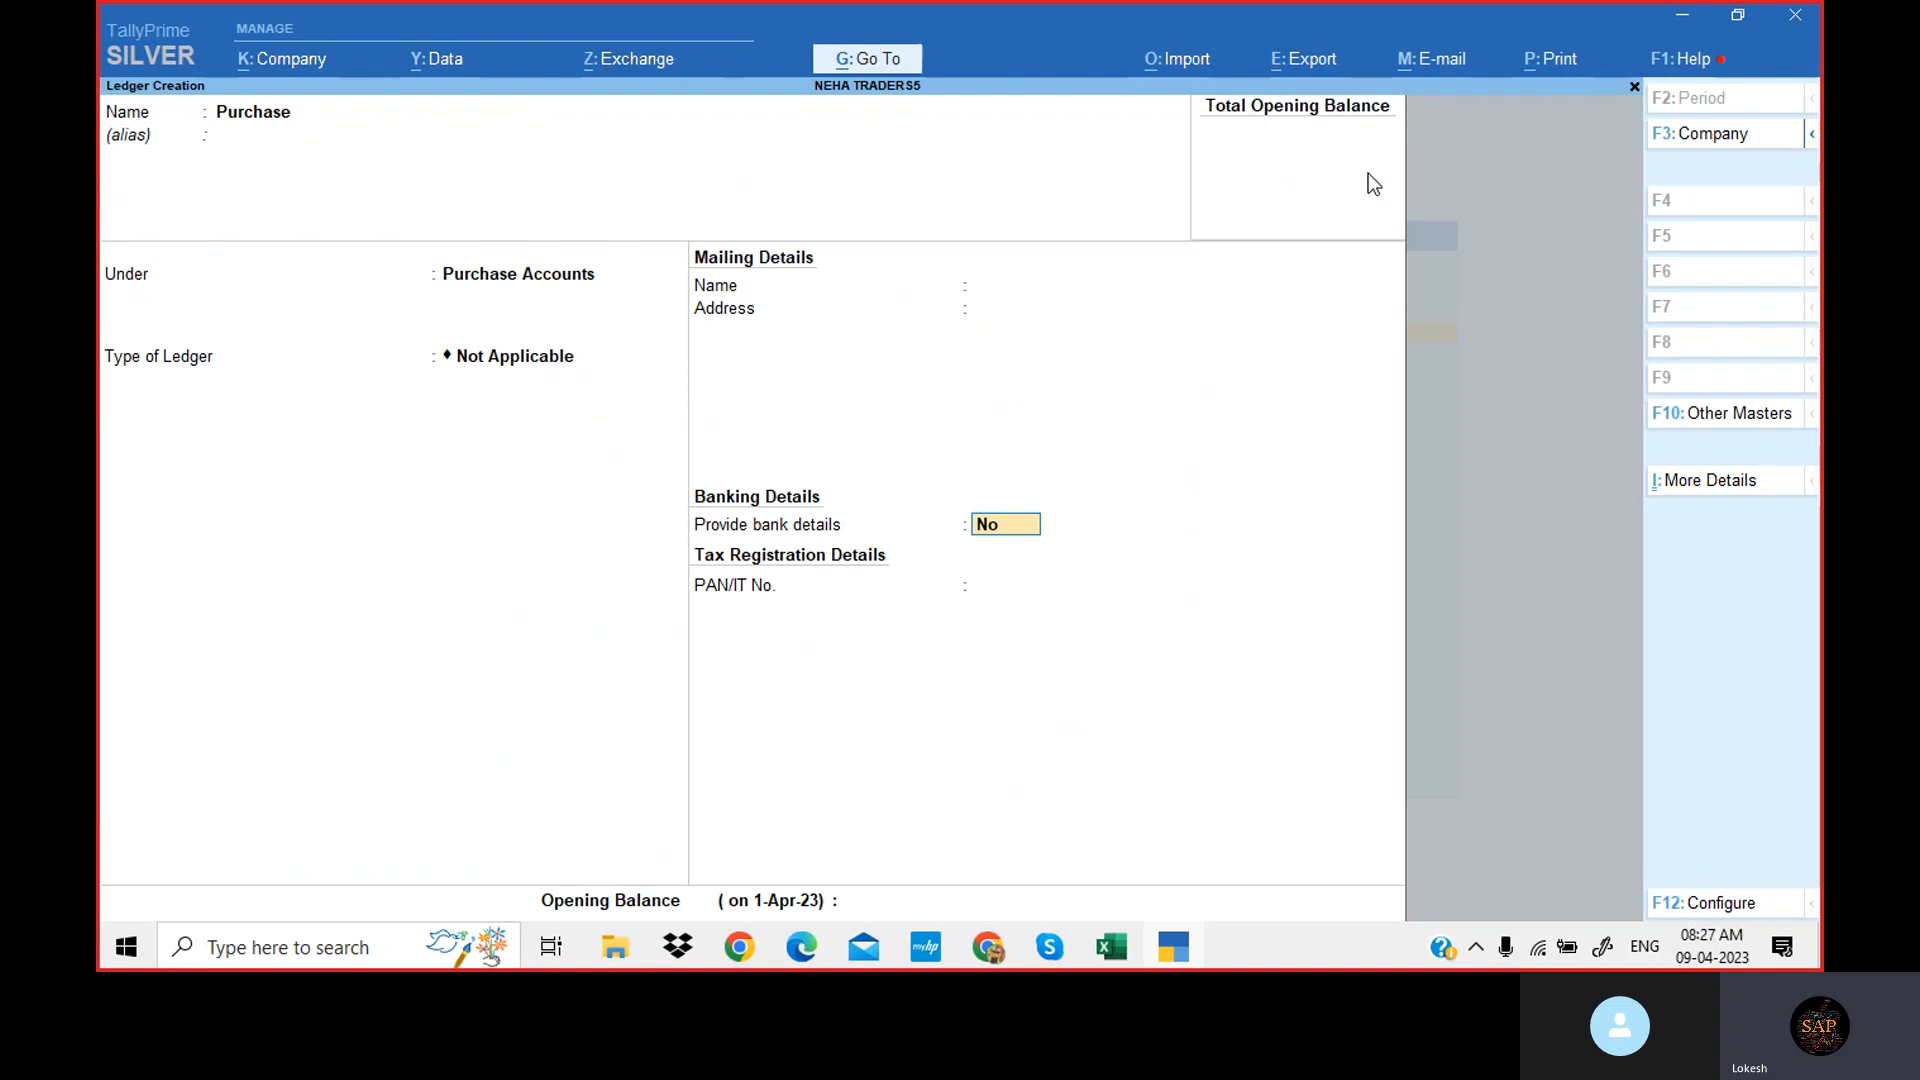 TallyPrime
SILVER
MANAGE
K: Company
Y: Data
Z: Exchange
G: Go To
O: Import
E: Export
M: E-mail
P: Print
F1: Help
Ledger Creation
NEHA TRADERS5
Name : Purchase
(alias) :
Total Opening Balance
Under : Purchase Accounts
Type of Ledger : ♦ Not Applicable
Mailing Details
Name :
Address :
Banking Details
Provide bank details : No
Tax Registration Details
PAN/IT No. :
Opening Balance ( on 1-Apr-23) :
F2: Period
F3: Company
F4
F5
F6
F7
F8
F9
F10: Other Masters
I: More Details
F12: Configure
Type here to search
myhp
S
ENG
08:27 AM
09-04-2023
SAP
Lokesh